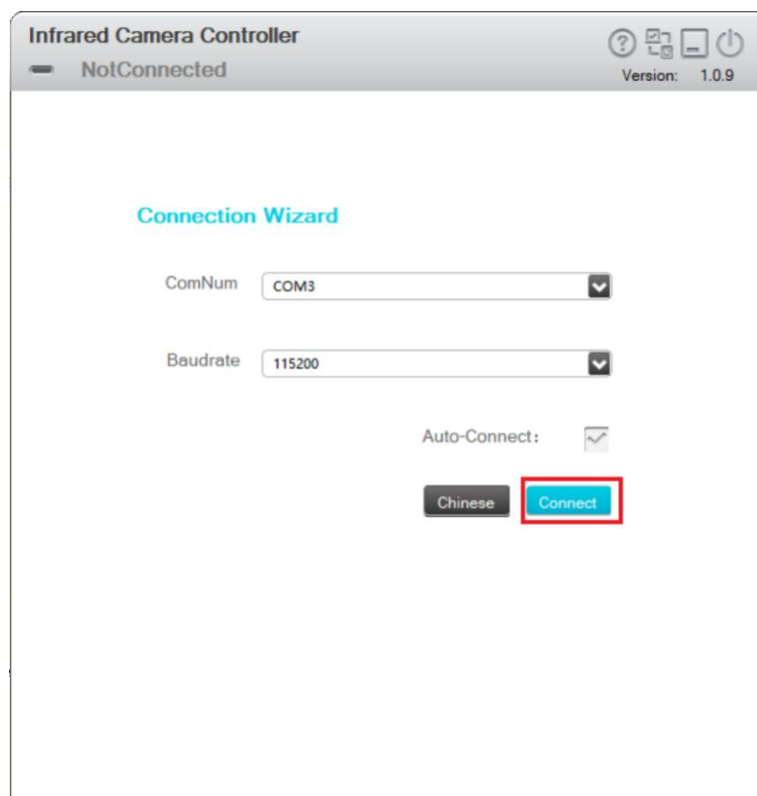 Infrared Camera Controller
NotConnected
Version: 1.0.9
Connection Wizard
ComNum COM3
Baudrate 115200
Auto-Connect:
Chinese Connect